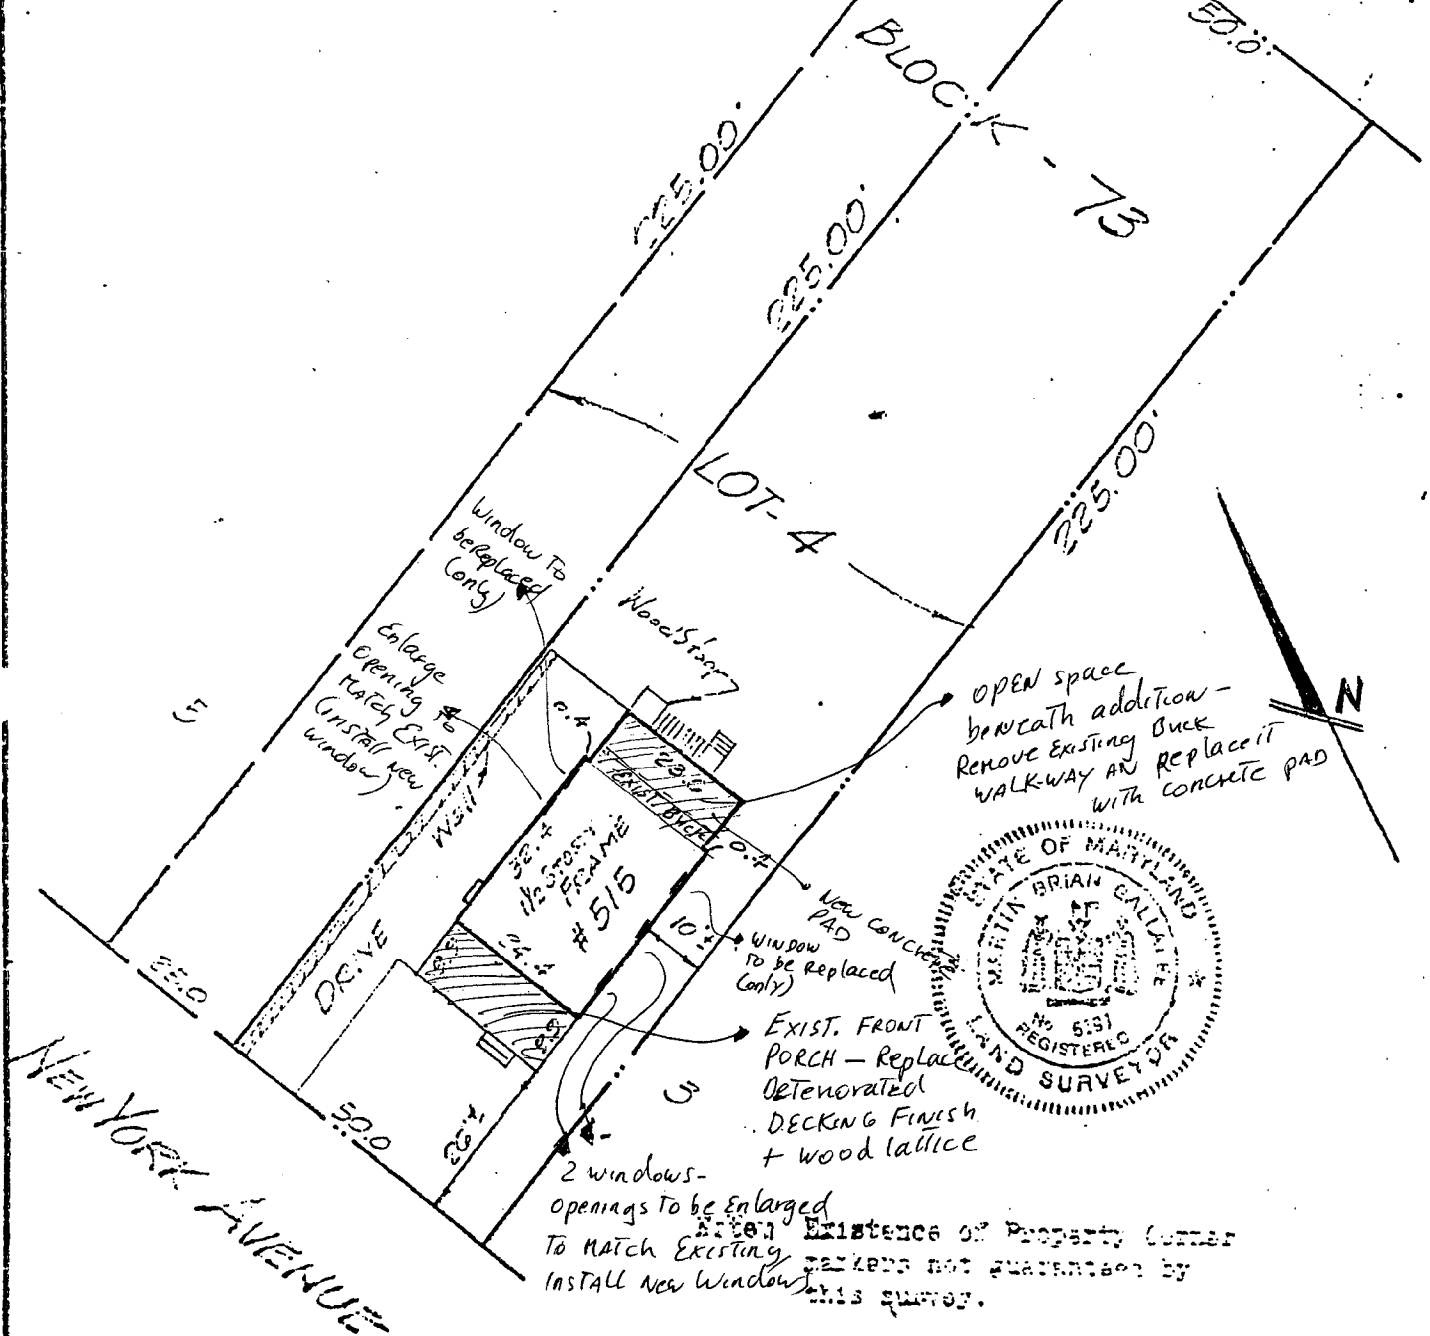 BLOCK - 73
50.0'
225.00'
225.00'
225.00'
LOT - 4
Window To
be Replaced
(only)
Wood Steps
Enlarge
opening to
MATCH EXIST.
(install new
window)
5
OPEN space
beneath addition -
Remove Existing Brick
WALK-WAY AN Replace it
with concrete PAD
N
0.4
23.6
EXIST BRICK
0.4
Wall
32.4
1½ STORY
FRAME
#515
24.4
NEW CONCRETE
PAD
10'±
WINDOW
To be Replaced
(only)
DRIVE
25.0
EXIST. FRONT
PORCH — Replace
Deteriorated
DECKING FINISH
+ wood lattice
3
26'±
50.0
NEW YORK AVENUE
2 windows -
openings To be Enlarged
To MATCH Existing
Install New Windows
STATE OF MARYLAND
MARTIN BRIAN
No
REGISTERED
LAND SURVEYOR
Existence of Property Corner
markers not guaranteed by
this survey.